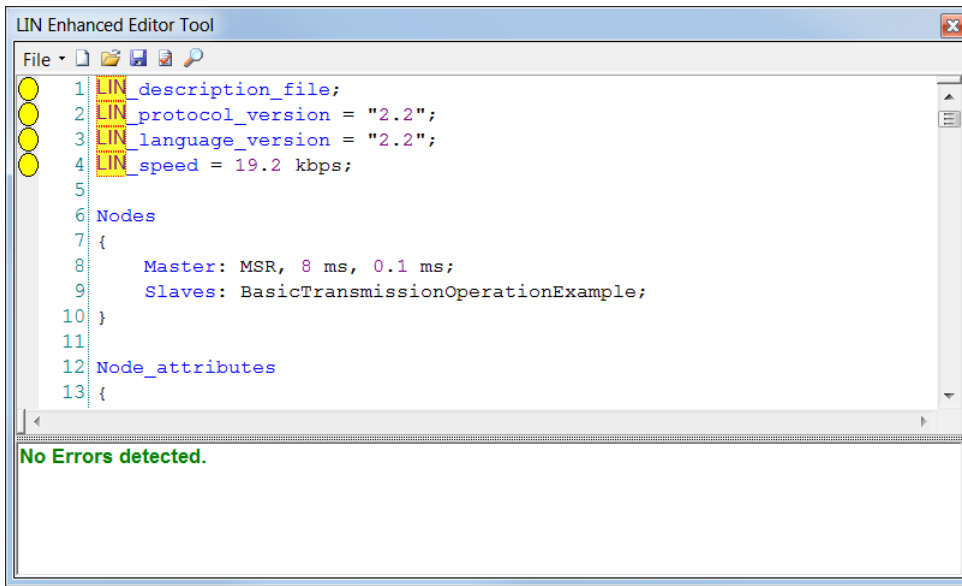 LIN Enhanced Editor Tool
File
1 LIN_description_file;
2 LIN_protocol_version = "2.2";
3 LIN_language_version = "2.2";
4 LIN_speed = 19.2 kbps;
5
6 Nodes
7 {
8 Master: MSR, 8 ms, 0.1 ms;
9 Slaves: BasicTransmissionOperationExample;
10 }
11
12 Node_attributes
13 {
No Errors detected.